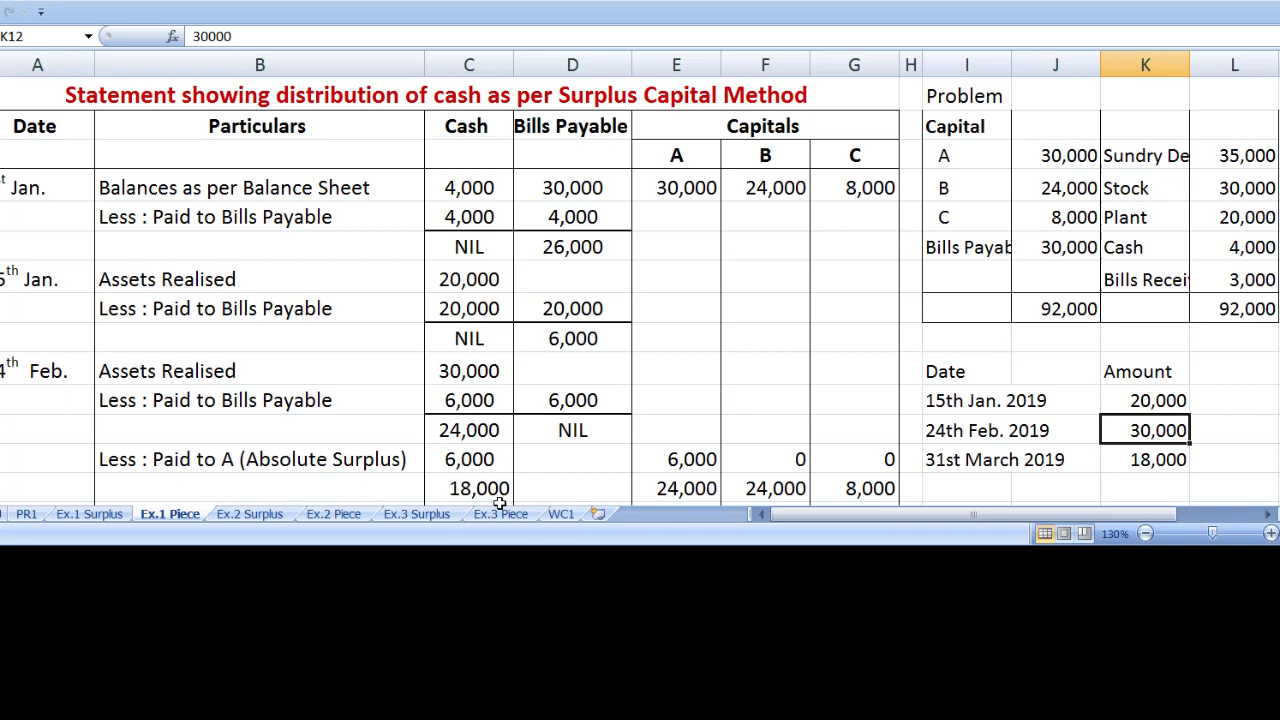 K12 fx 30000
A B C D E F G H I J K L
Statement showing distribution of cash as per Surplus Capital Method Problem
Date Particulars Cash Bills Payable Capitals Capital
A B C A 30,000 Sundry De 35,000
st Jan. Balances as per Balance Sheet 4,000 30,000 30,000 24,000 8,000 B 24,000 Stock 30,000
Less : Paid to Bills Payable 4,000 4,000 C 8,000 Plant 20,000
NIL 26,000 Bills Payab 30,000 Cash 4,000
5th Jan. Assets Realised 20,000 Bills Recei 3,000
Less : Paid to Bills Payable 20,000 20,000 92,000 92,000
NIL 6,000
4th Feb. Assets Realised 30,000 Date Amount
Less : Paid to Bills Payable 6,000 6,000 15th Jan. 2019 20,000
24,000 NIL 24th Feb. 2019 30,000
Less : Paid to A (Absolute Surplus) 6,000 6,000 0 0 31st March 2019 18,000
18,000 24,000 24,000 8,000
PR1 Ex.1 Surplus Ex.1 Piece Ex.2 Surplus Ex.2 Piece Ex.3 Surplus Ex.3 Piece WC1
130%